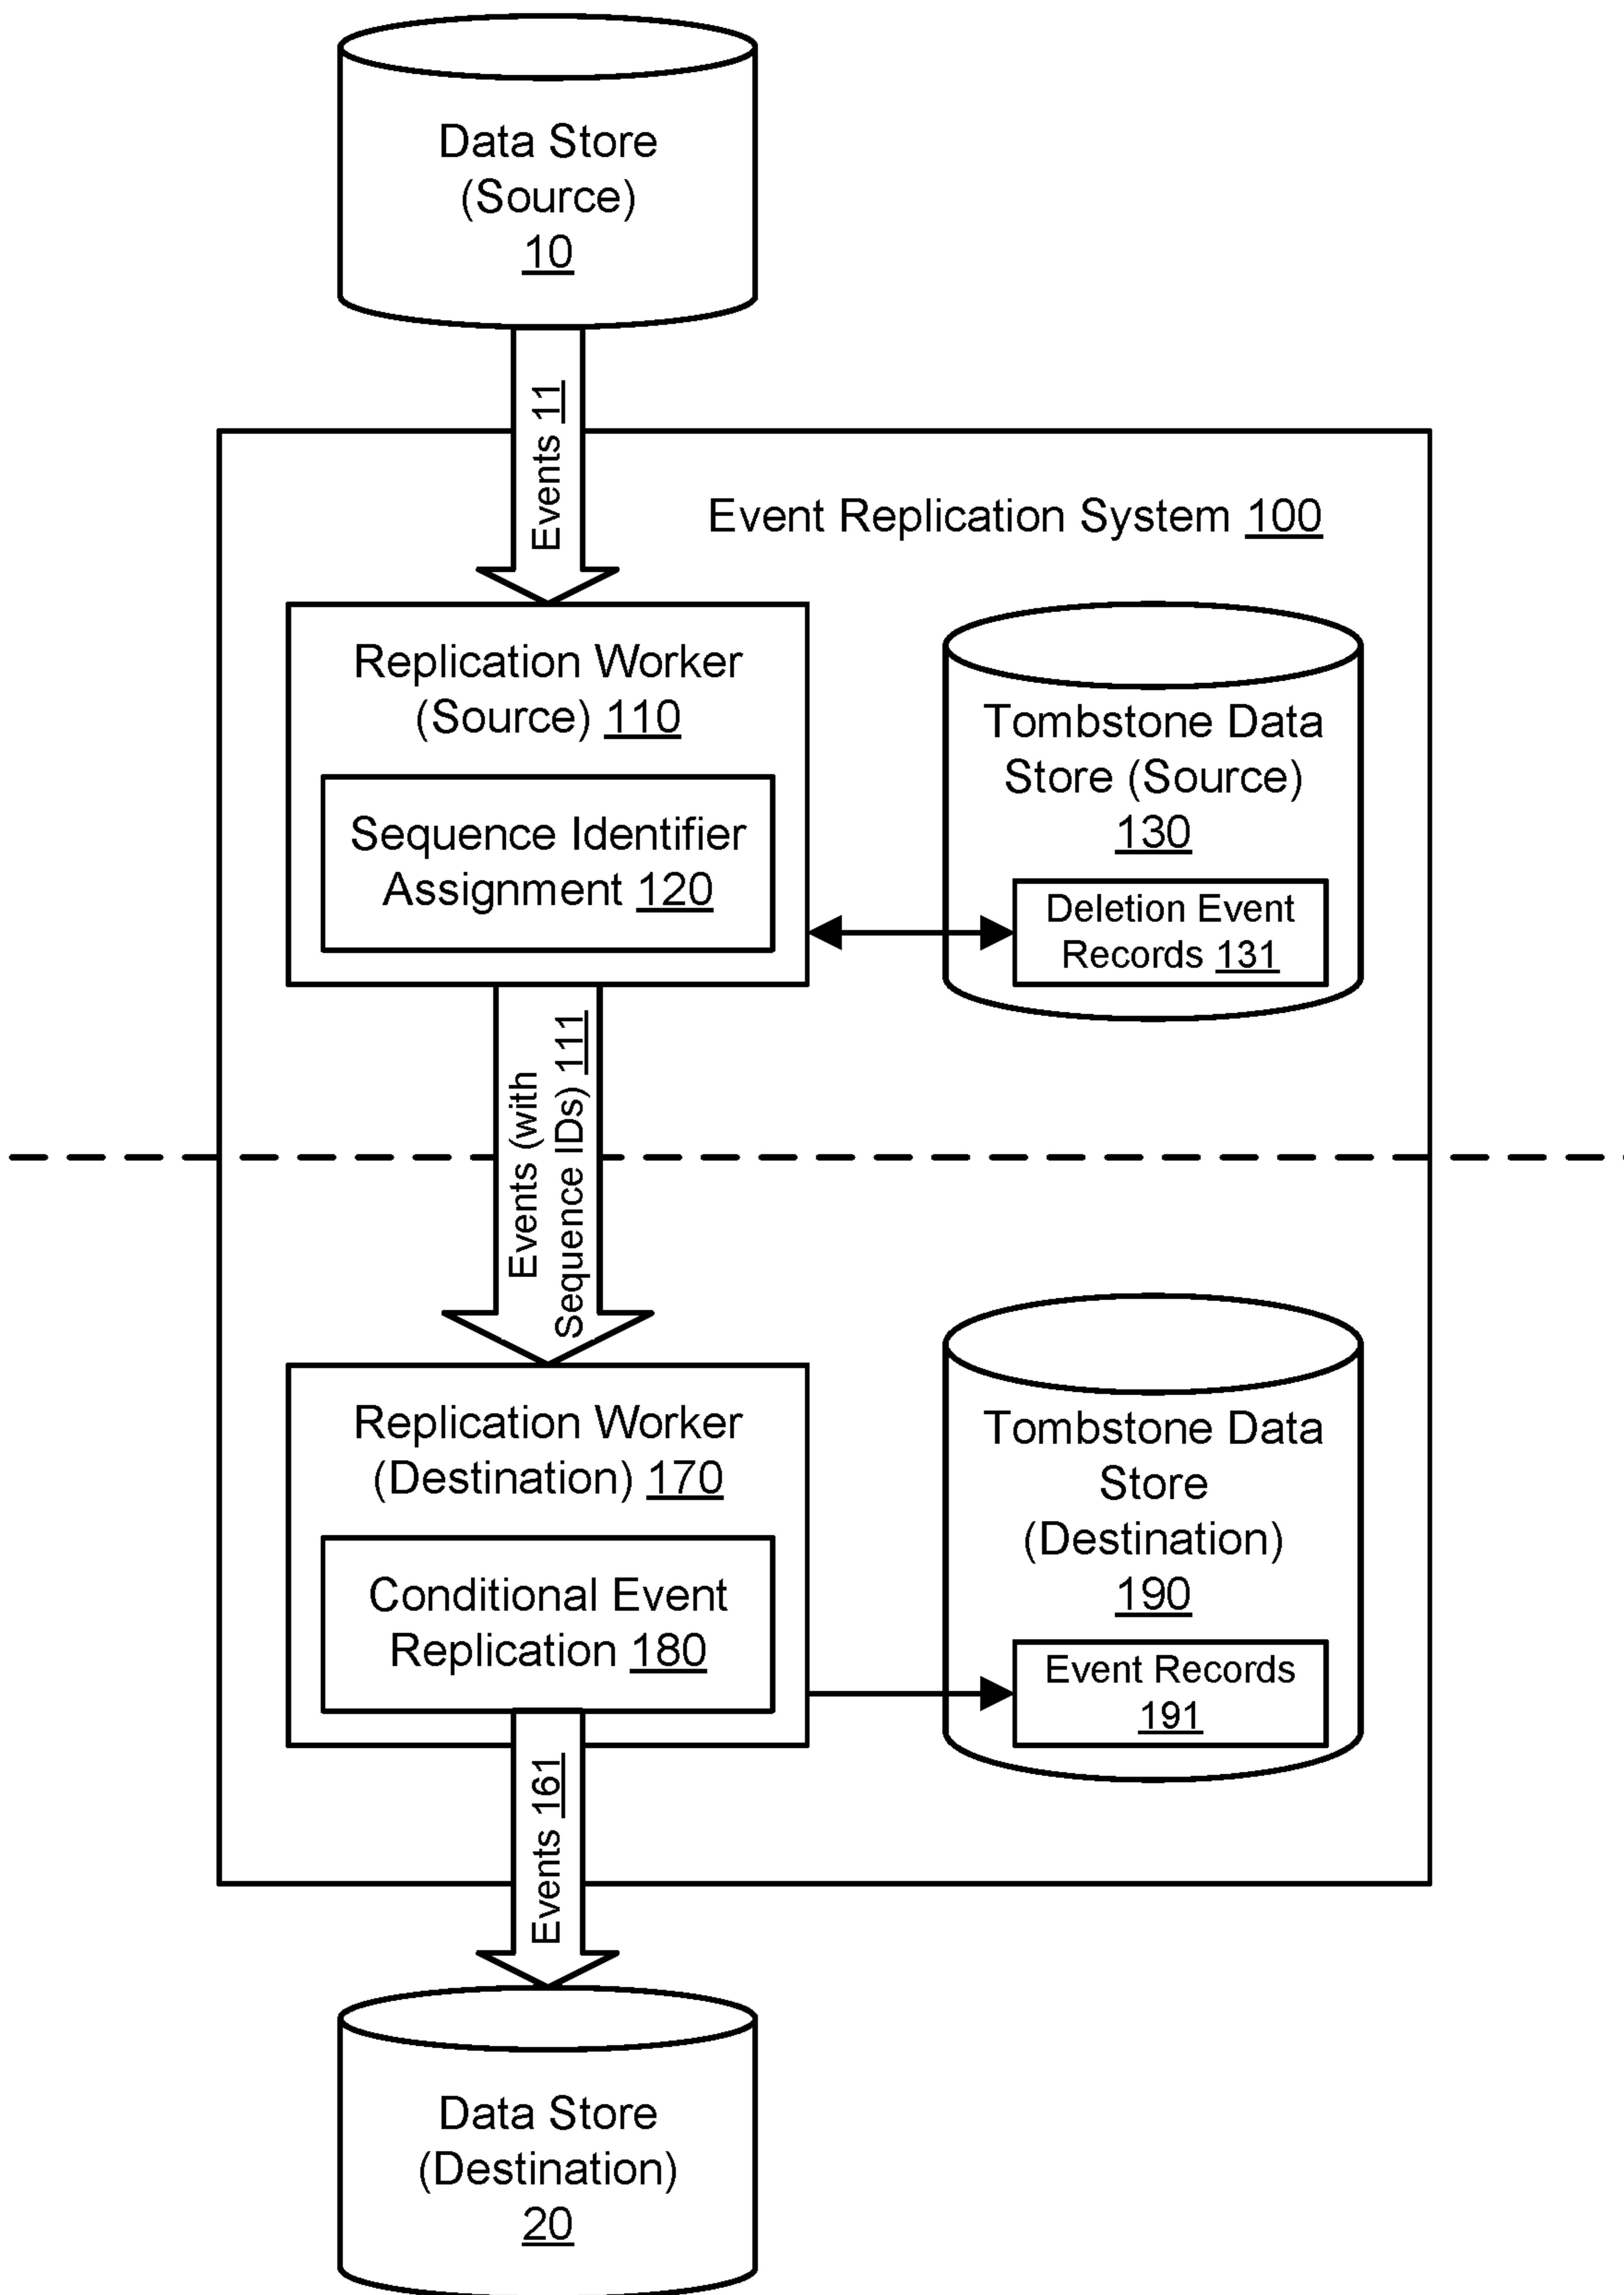 Data Store
(Source)
10
Events 11
Event Replication System 100
Replication Worker
(Source) 110
Sequence Identifier
Assignment 120
Tombstone Data
Store (Source)
130
Deletion Event
Records 131
Events (with
Sequence IDs) 111
Replication Worker
(Destination) 170
Conditional Event
Replication 180
Tombstone Data
Store
(Destination)
190
Event Records
191
Events 161
Data Store
(Destination)
20